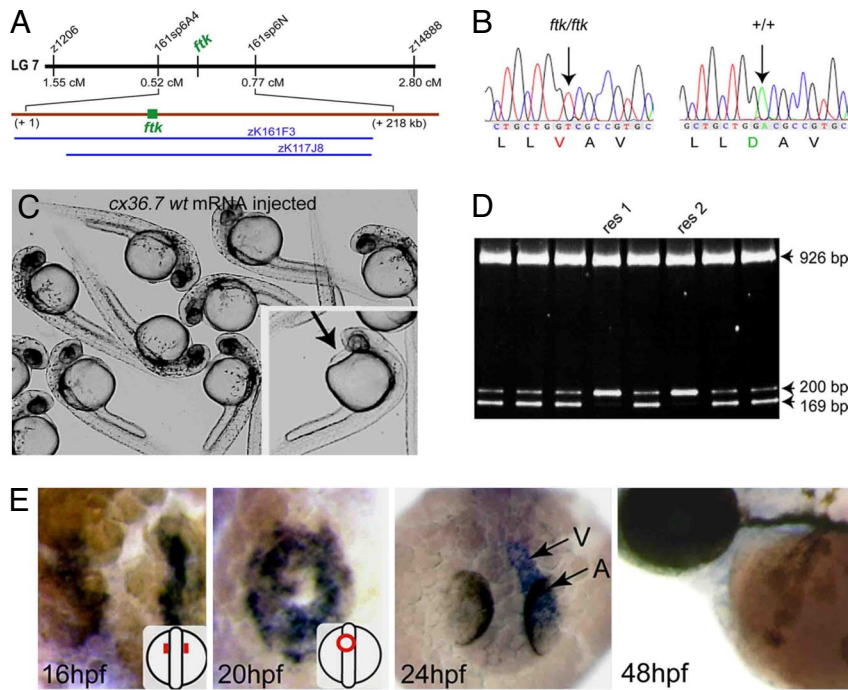 A
z1206
161sp6A4
ftk
161sp6N
z14888
LG 7
1.55 cM
0.52 cM
0.77 cM
2.80 cM
(+ 1)
ftk
(+ 218 kb)
zK161F3
zK117J8
B
ftk/ftk
+/+
CTGCTGGTCGCCGTGC
GCTGCTGGACGCCGTGC
L L V A V
L L D A V
C
cx36.7 wt mRNA injected
D
res 1
res 2
926 bp
200 bp
169 bp
E
16hpf
20hpf
24hpf
V
A
48hpf